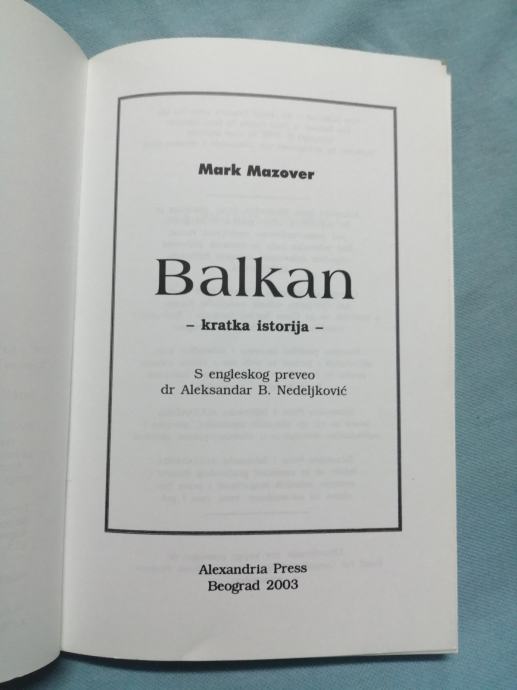 Mark Mazover
Balkan
– kratka istorija –
S engleskog preveo
dr Aleksandar B. Nedeljković
Alexandria Press
Beograd 2003